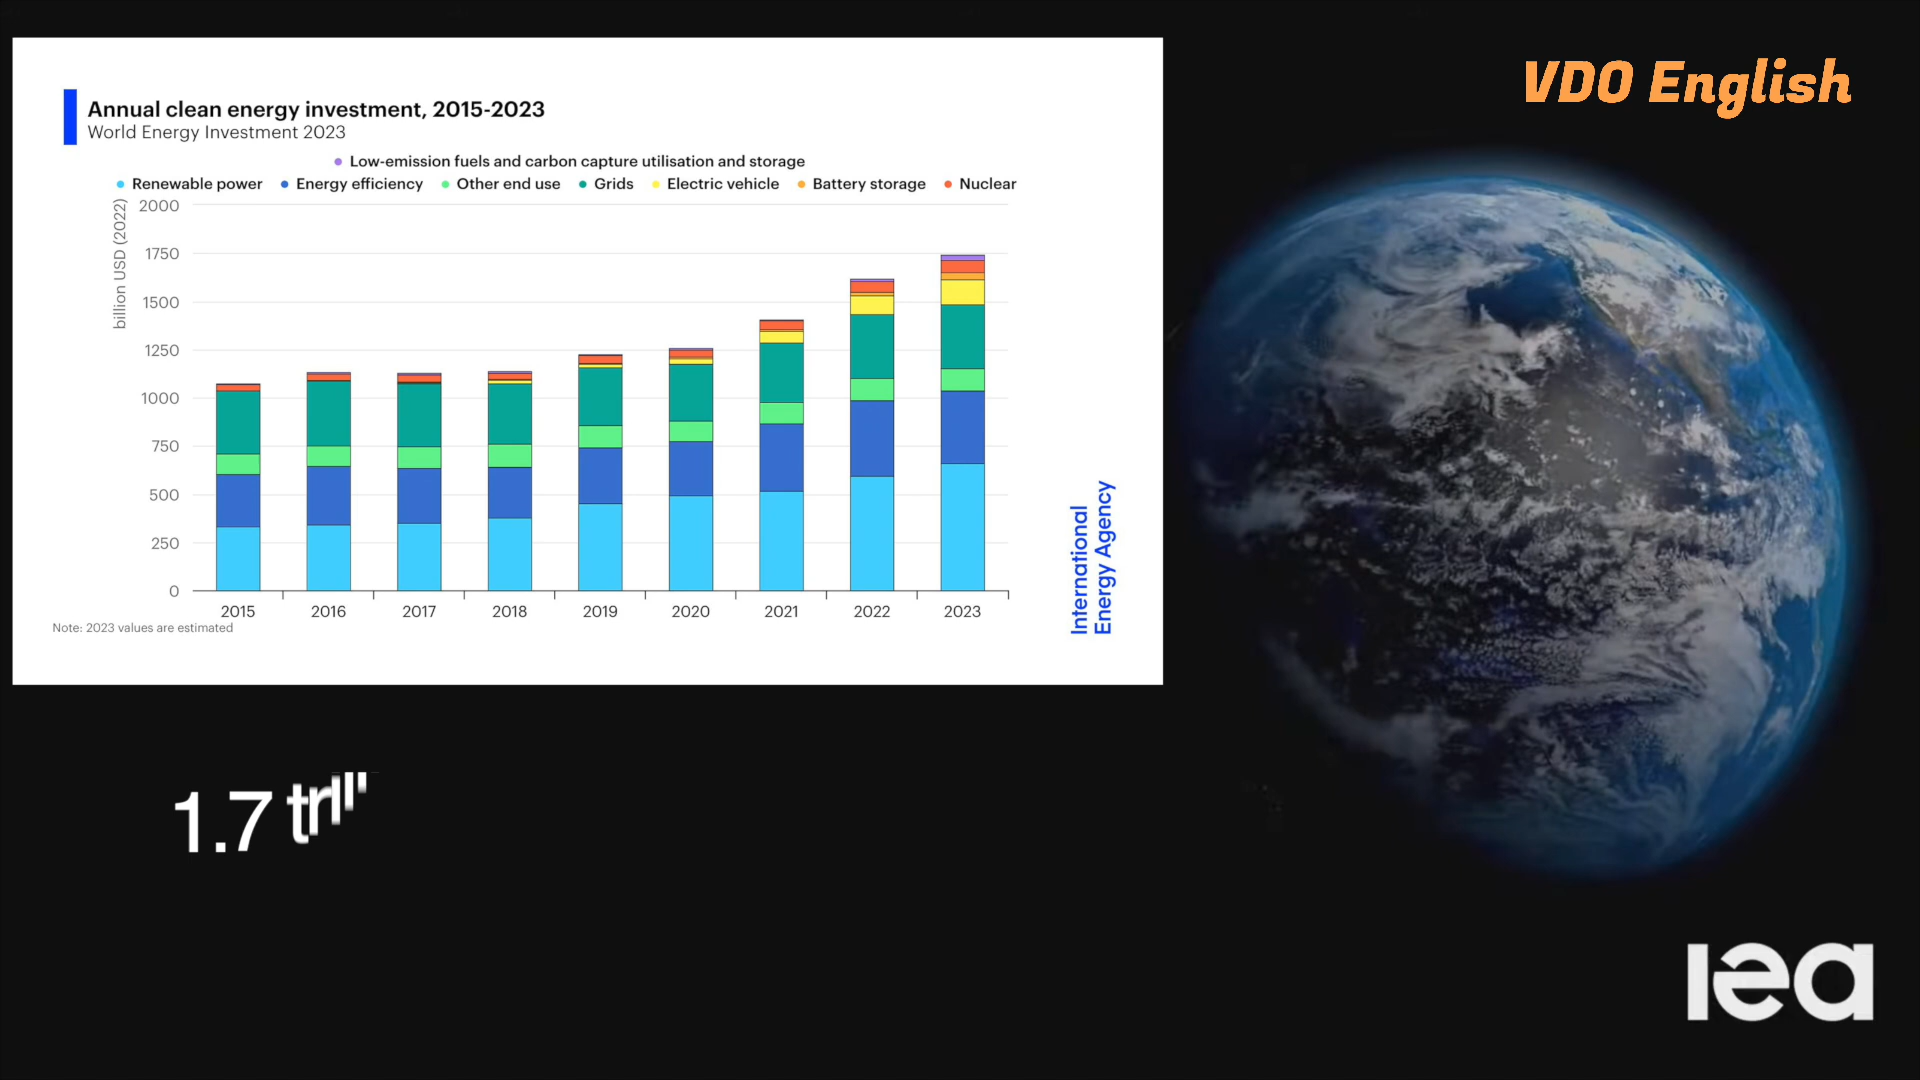 VDO English
Annual clean energy investment, 2015-2023
World Energy Investment 2023
Low-emission fuels and carbon capture utilisation and storage
Renewable power Energy efficiency Other end use Grids Electric vehicle Battery storage Nuclear
billion USD (2022)
2000
1750
1500
1250
1000
750
500
250
0
2015 2016 2017 2018 2019 2020 2021 2022 2023
Note: 2023 values are estimated
International
Energy Agency
1.7
iea